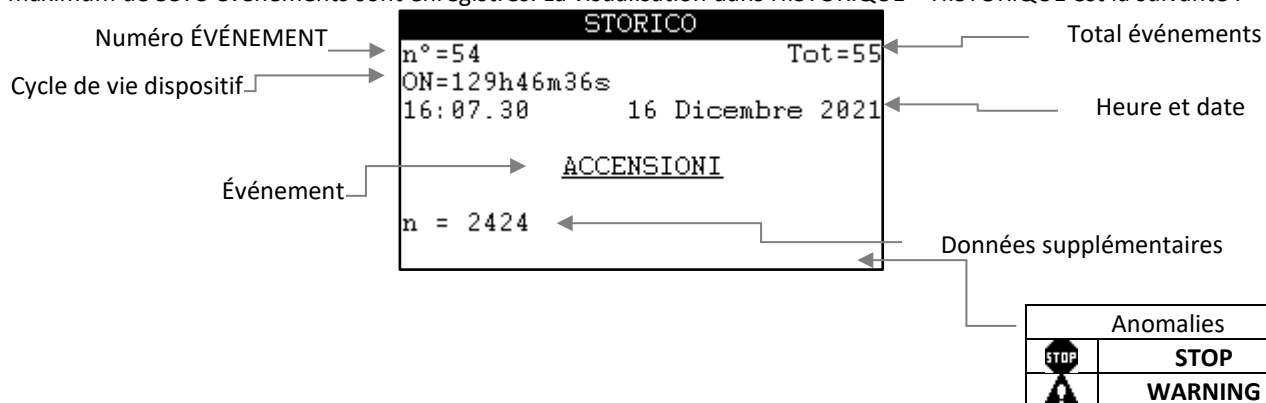 STORICO
Numéro ÉVÉNEMENT
n°=54 Tot=55
Total événements
Cycle de vie dispositif
ON=129h46m36s
16:07.30 16 Dicembre 2021
Heure et date
ACCENSIONI
Événement
n = 2424
Données supplémentaires
Anomalies
STOP STOP
WARNING